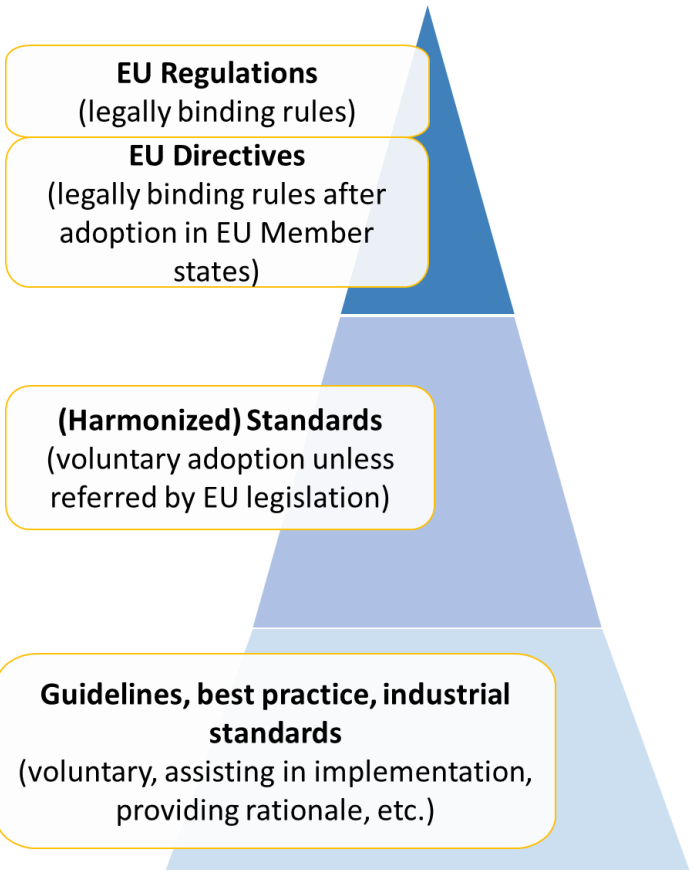 EU Regulations
(legally binding rules)
EU Directives
(legally binding rules after
adoption in EU Member
states)
(Harmonized) Standards
(voluntary adoption unless
referred by EU legislation)
Guidelines, best practice, industrial
standards
(voluntary, assisting in implementation,
providing rationale, etc.)